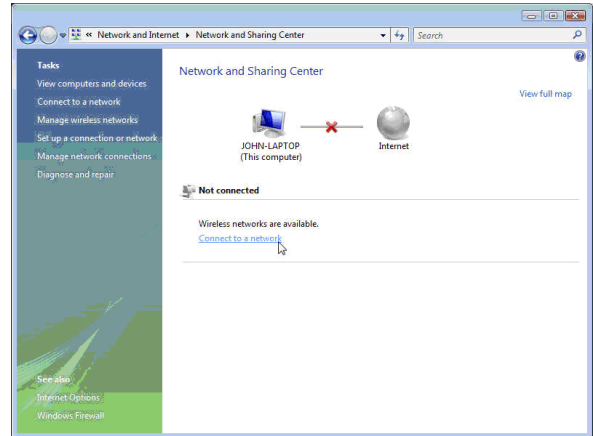 « Network and Internet ▸ Network and Sharing Center
Search
Tasks
View computers and devices
Connect to a network
Manage wireless networks
Set up a connection or network
Manage network connections
Diagnose and repair
Network and Sharing Center
View full map
JOHN-LAPTOP
(This computer)
Internet
Not connected
Wireless networks are available.
Connect to a network
See also
Internet Options
Windows Firewall